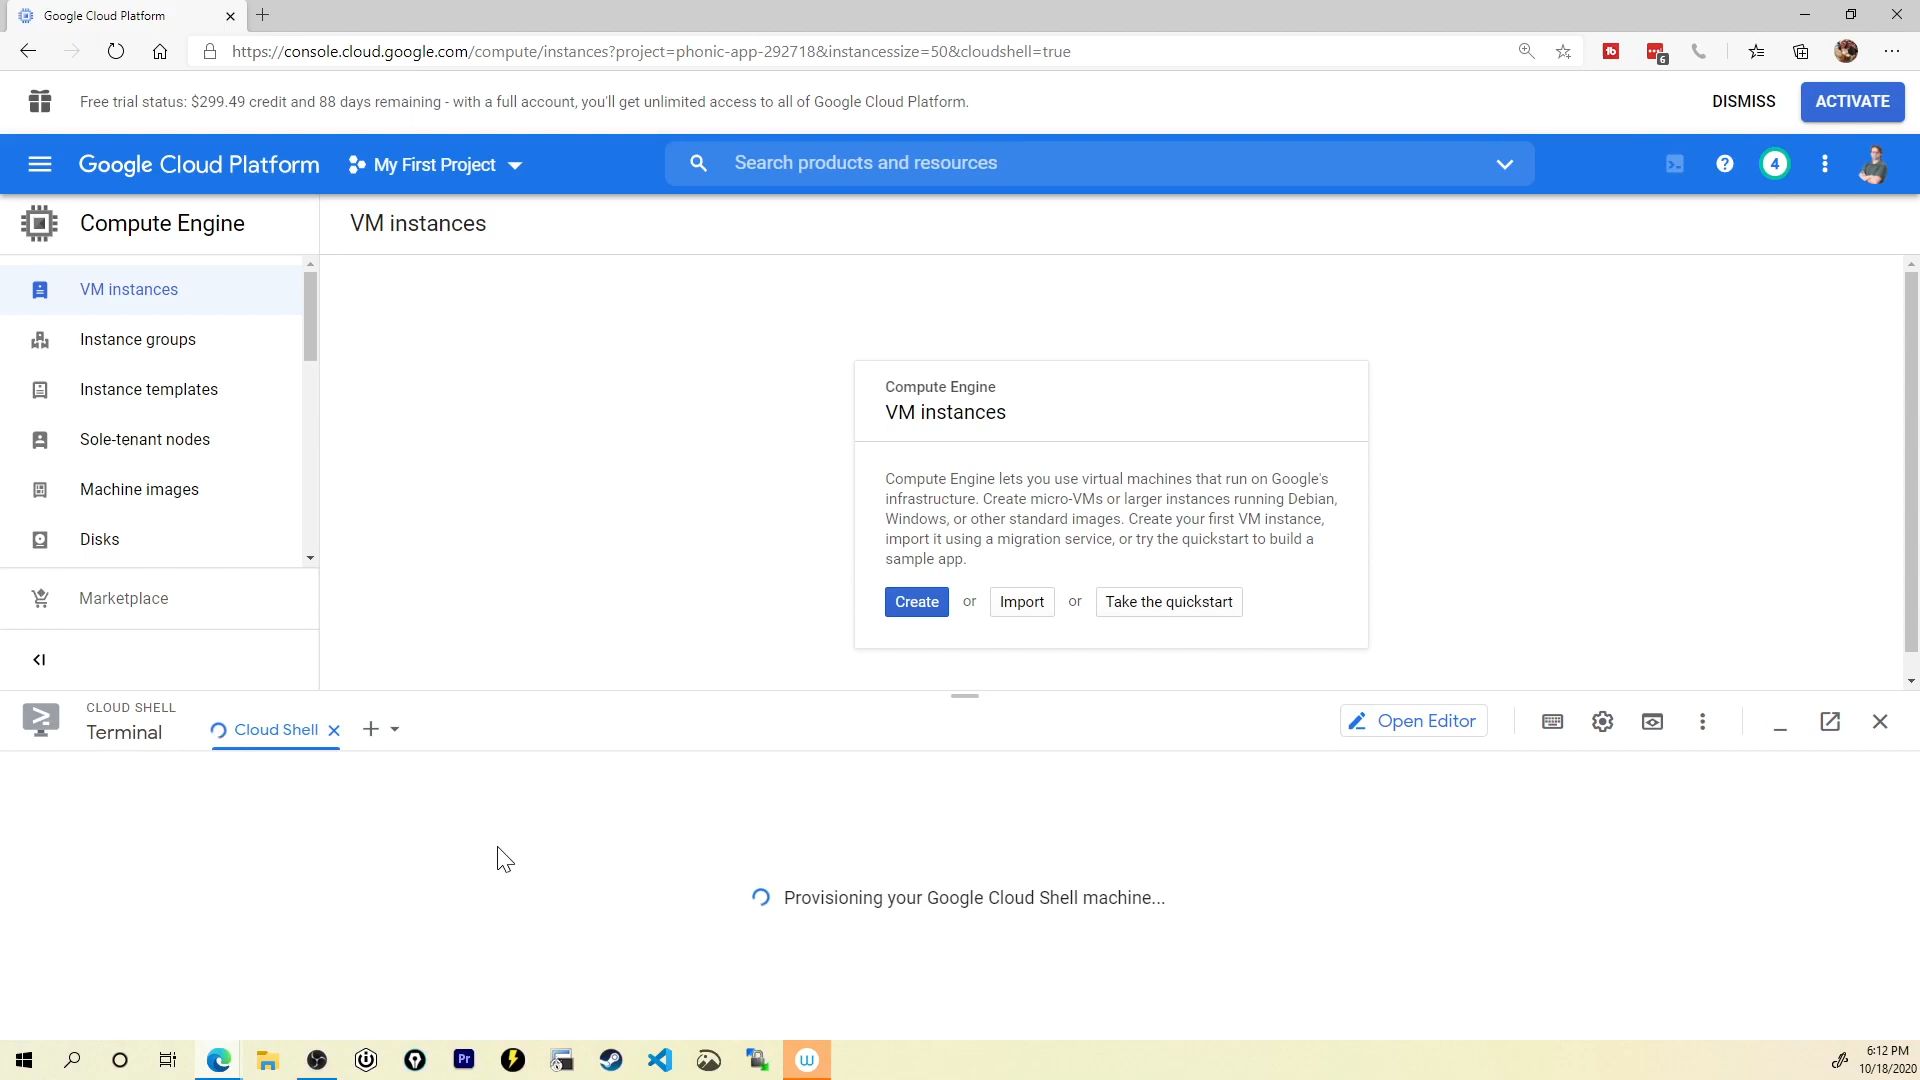 Google Cloud Platform
https://console.cloud.google.com/compute/instances?project=phonic-app-292718&instancessize=50&cloudshell=true
6
Free trial status: $299.49 credit and 88 days remaining - with a full account, you'll get unlimited access to all of Google Cloud Platform.
DISMISS
ACTIVATE
Google Cloud Platform
My First Project
Search products and resources
4
Compute Engine
VM instances
VM instances
Instance groups
Instance templates
Sole-tenant nodes
Machine images
Disks
Marketplace
Compute Engine
VM instances
Compute Engine lets you use virtual machines that run on Google's
infrastructure. Create micro-VMs or larger instances running Debian,
Windows, or other standard images. Create your first VM instance,
import it using a migration service, or try the quickstart to build a
sample app.
Create or Import or Take the quickstart
CLOUD SHELL
Terminal
Cloud Shell
Open Editor
Provisioning your Google Cloud Shell machine...
Pr
6:12 PM
10/18/2020